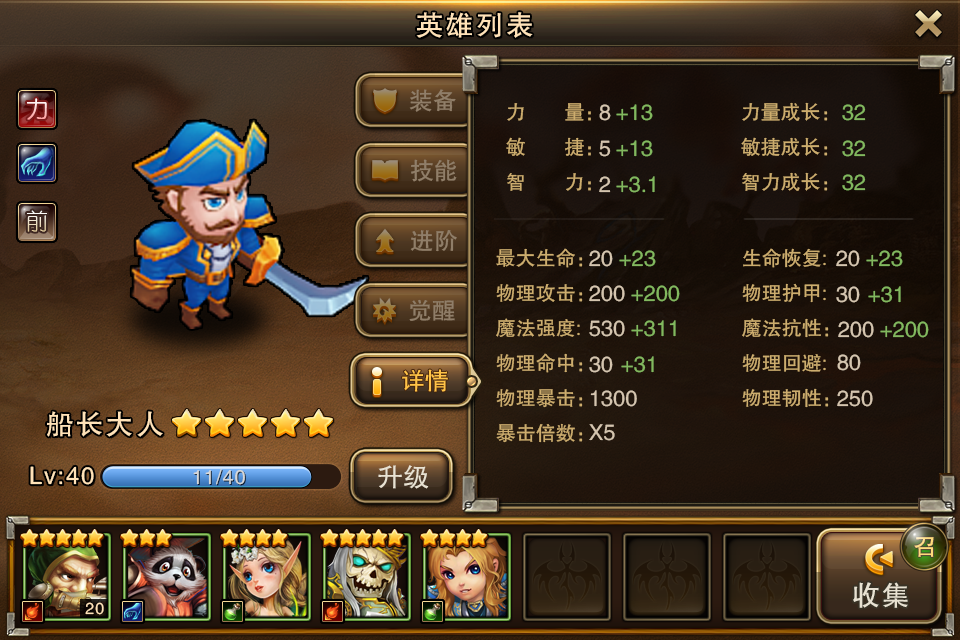 英雄列表
力
前
装备
技能
进阶
觉醒
详情
力 量: 8 +13 力量成长: 32
敏 捷: 5 +13 敏捷成长: 32
智 力: 2 +3.1 智力成长: 32
最大生命: 20 +23 生命恢复: 20 +23
物理攻击: 200 +200 物理护甲: 30 +31
魔法强度: 530 +311 魔法抗性: 200 +200
物理命中: 30 +31 物理回避: 80
物理暴击: 1300 物理韧性: 250
暴击倍数: X5
船长大人
Lv:40 11/40
升级
20
召
收集